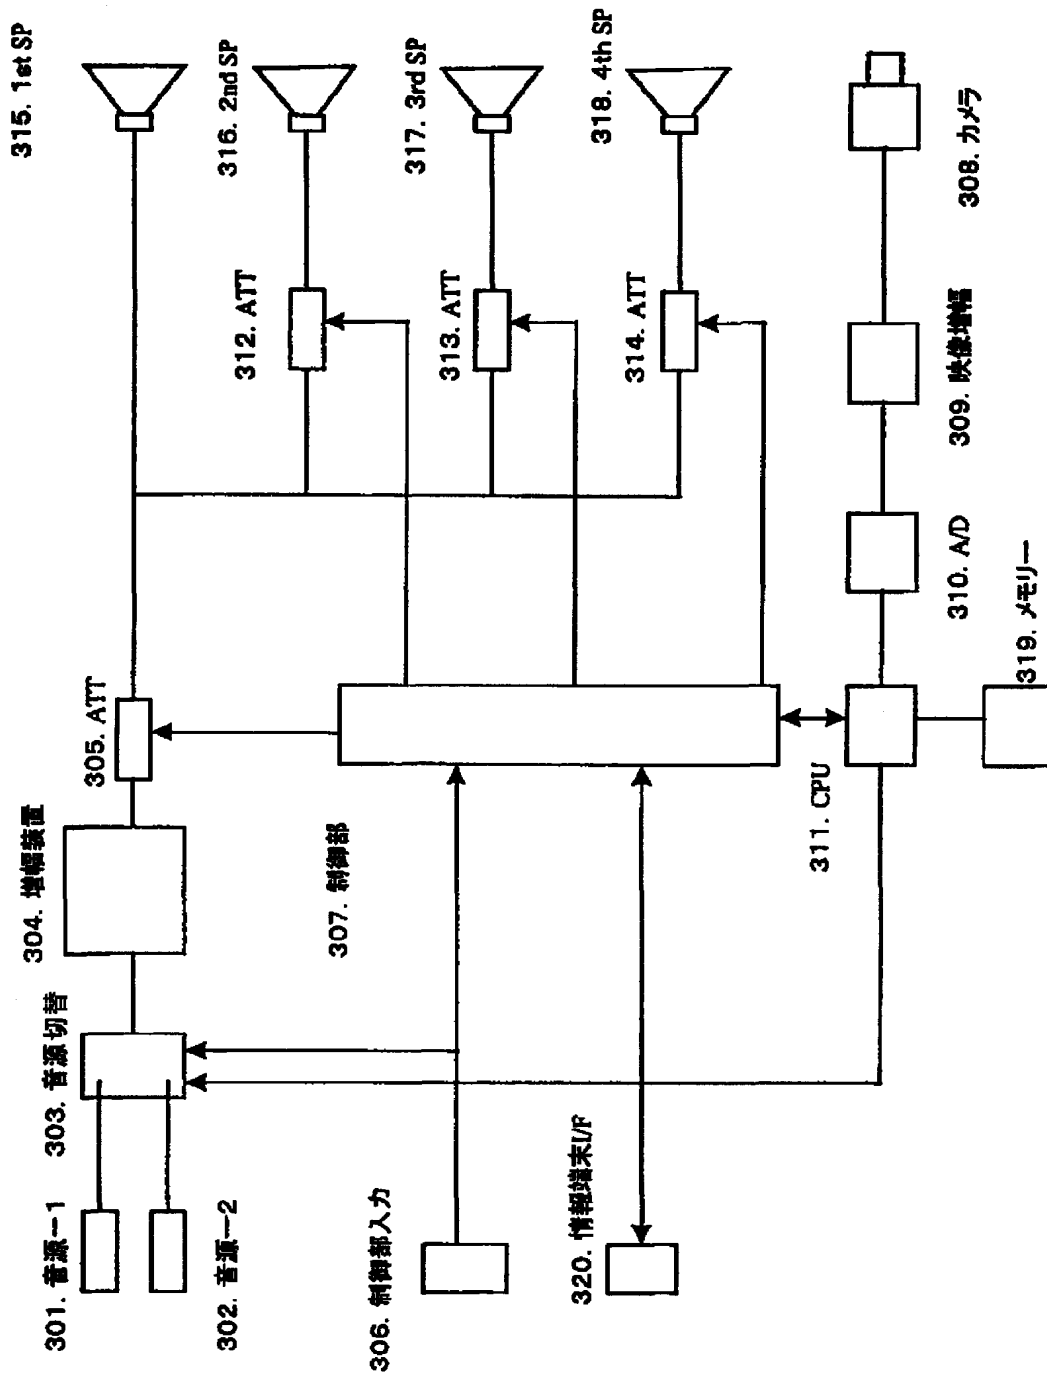 301. 音源ー1
302. 音源ー2
303. 音源切替
304. 増幅装置
305. ATT
306. 制御部入力
307. 制御部
308. カメラ
309. 映像増幅
310. A/D
311. CPU
312. ATT
313. ATT
314. ATT
315. 1st SP
316. 2nd SP
317. 3rd SP
318. 4th SP
319. メモリー
320. 情報端末I/F